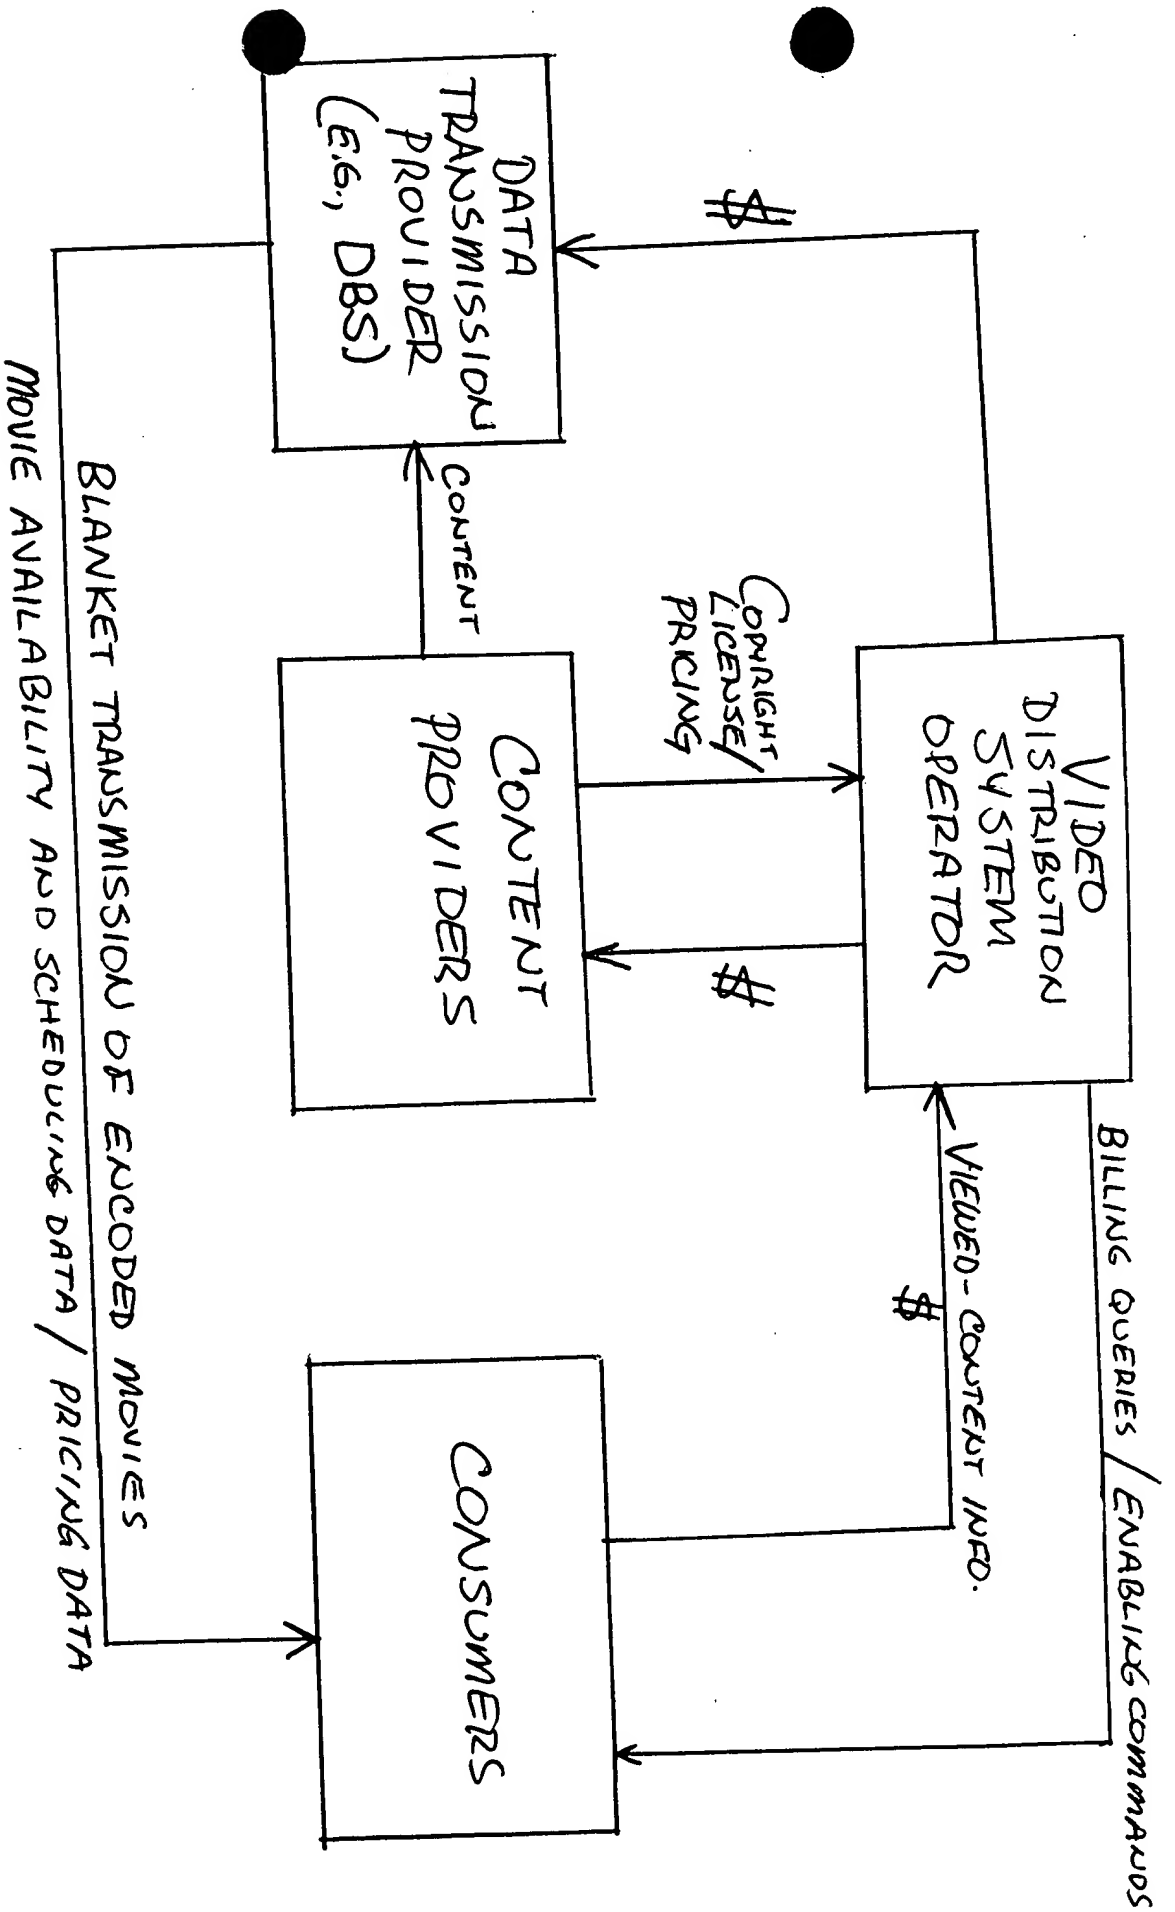 BILLING QUERIES / ENABLING COMMANDS
VIDEO
DISTRIBUTION
SYSTEM
OPERATOR
VIEWED-CONTENT INFO.
$
$
COPYRIGHT
LICENSE/
PRICING
$
DATA
TRANSMISSION
PROVIDER
(E.G., DBS)
CONTENT
CONTENT
PROVIDERS
CONSUMERS
BLANKET TRANSMISSION OF ENCODED MOVIES
MOVIE AVAILABILITY AND SCHEDULING DATA / PRICING DATA